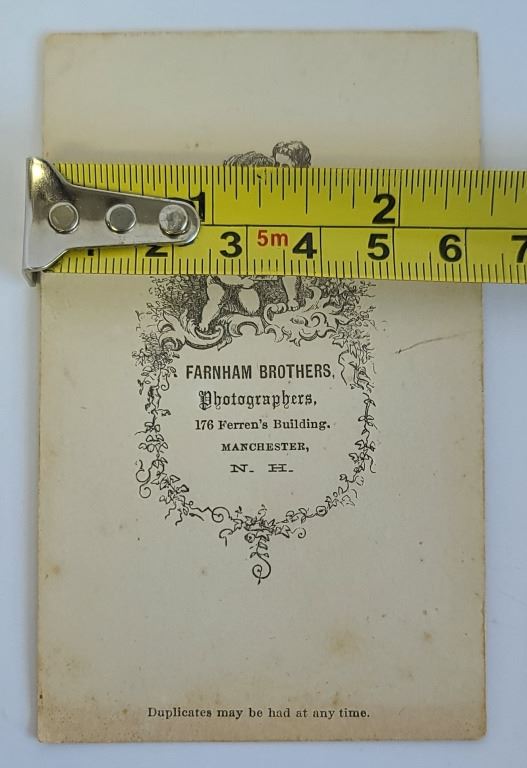 1 2
1 2 3 5m 4 5 6 7
FARNHAM BROTHERS,
Photographers,
176 Ferren's Building.
MANCHESTER,
N. H.
Duplicates may be had at any time.